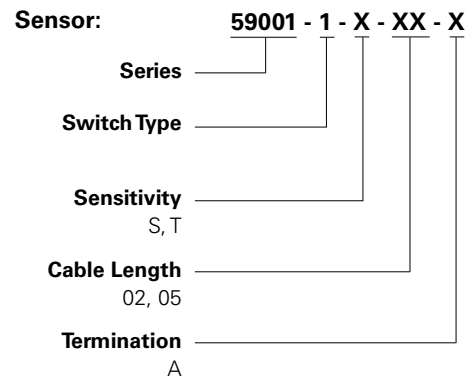 Sensor: 59001 - 1 - X - XX - X
Series
Switch Type
Sensitivity
S, T
Cable Length
02, 05
Termination
A